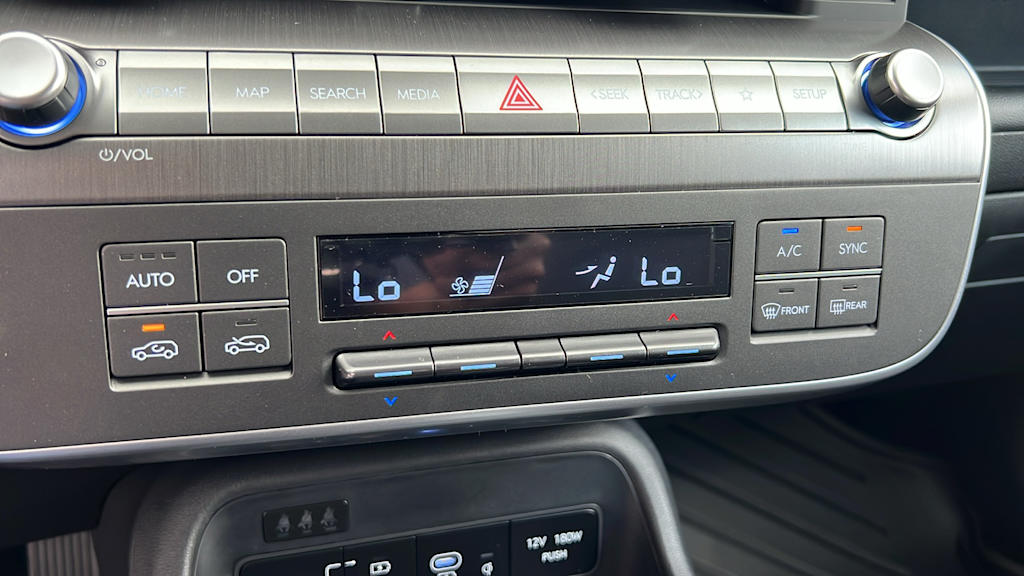 HOME MAP SEARCH MEDIA <SEEK TRACK> SETUP
⏻/VOL
AUTO OFF Lo Lo A/C SYNC
FRONT REAR
12V 180W
PUSH